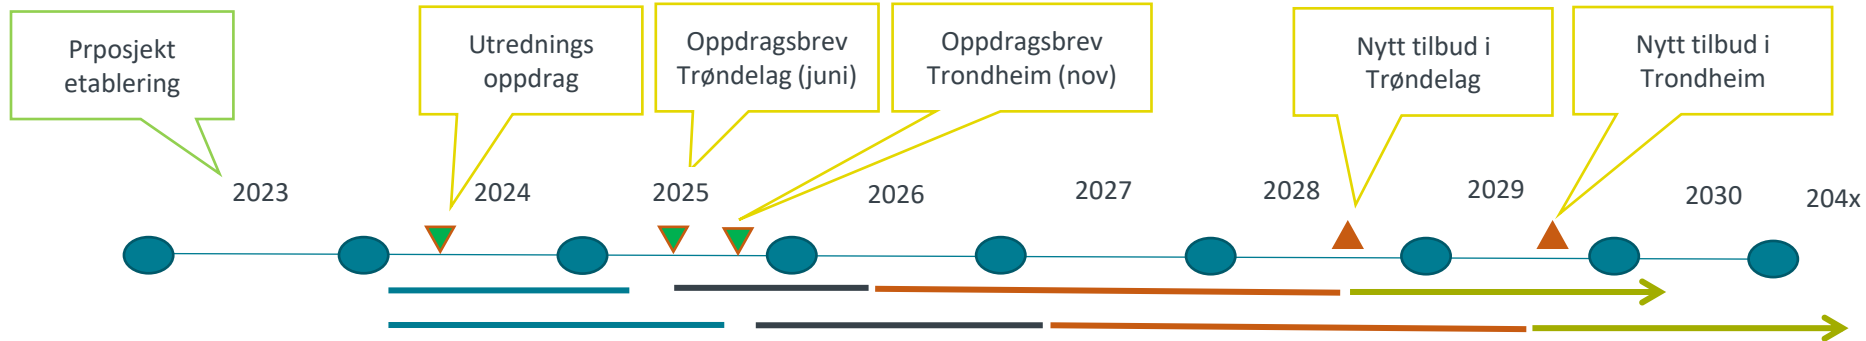 Prposjekt
etablering
Utrednings
oppdrag
Oppdragsbrev
Trøndelag (juni)
Oppdragsbrev
Trondheim (nov)
Nytt tilbud i
Trøndelag
Nytt tilbud i
Trondheim
2023
2024
2025
2026
2027
2028
2029
2030
204x